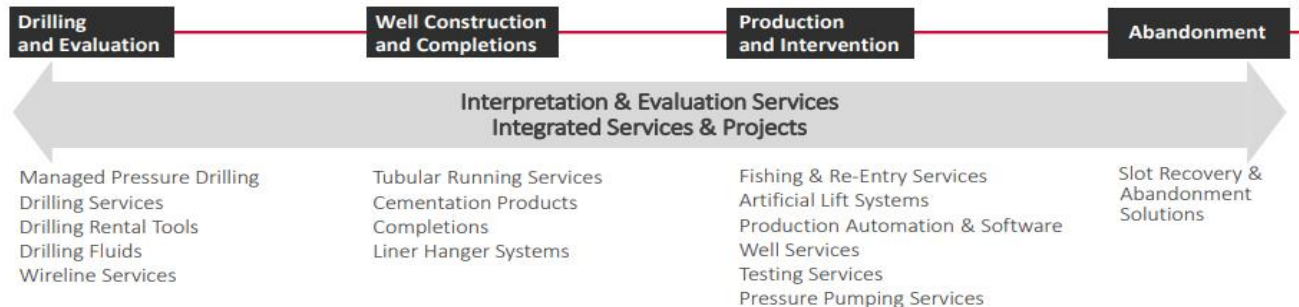 Drilling
and Evaluation
Well Construction
and Completions
Production
and Intervention
Abandonment
Interpretation & Evaluation Services
Integrated Services & Projects
Managed Pressure Drilling
Drilling Services
Drilling Rental Tools
Drilling Fluids
Wireline Services
Tubular Running Services
Cementation Products
Completions
Liner Hanger Systems
Fishing & Re-Entry Services
Artificial Lift Systems
Production Automation & Software
Well Services
Testing Services
Pressure Pumping Services
Slot Recovery &
Abandonment
Solutions